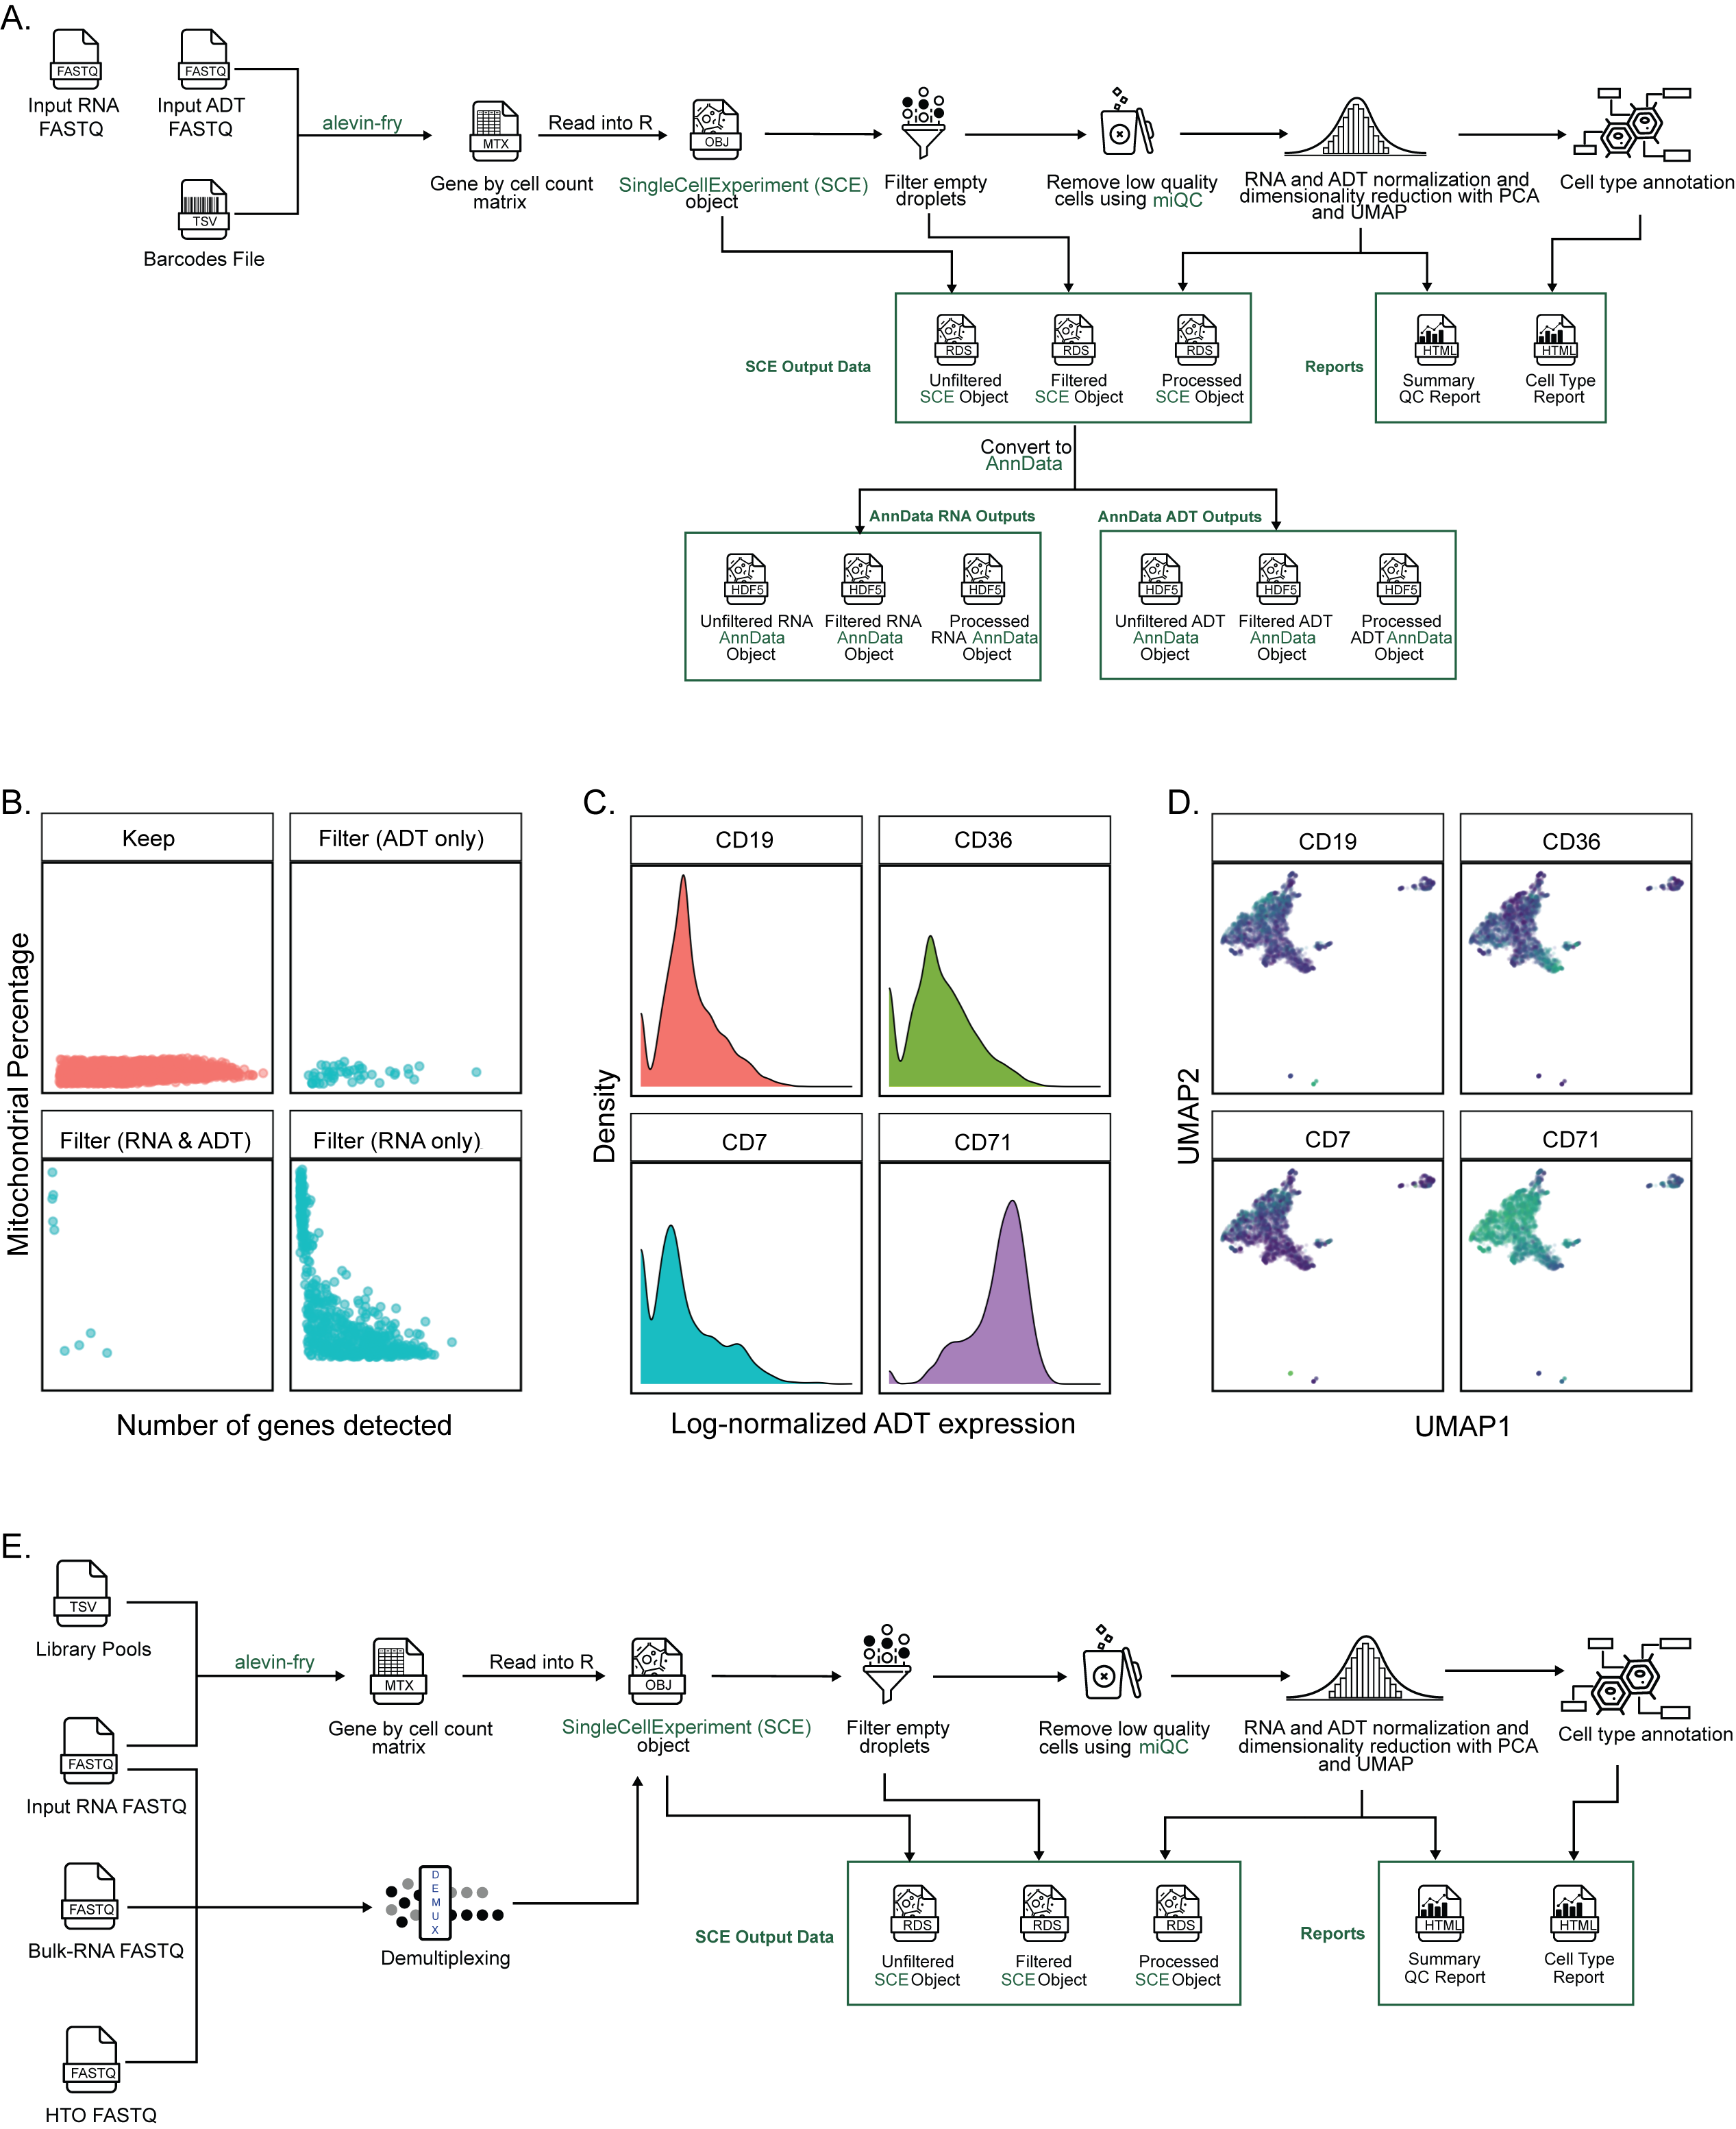 A.
FASTQ
Input RNA
FASTQ
FASTQ
Input ADT
FASTQ
TSV
Barcodes File
alevin-fry
MTX
Gene by cell count
matrix
Read into R
OBJ
SingleCellExperiment (SCE)
object
Filter empty
droplets
Remove low quality
cells using miQC
RNA and ADT normalization and
dimensionality reduction with PCA
and UMAP
Cell type annotation
SCE Output Data
RDS
Unfiltered
SCE Object
RDS
Filtered
SCE Object
RDS
Processed
SCE Object
Reports
HTML
Summary
QC Report
HTML
Cell Type
Report
Convert to
AnnData
AnnData RNA Outputs
HDF5
Unfiltered RNA
AnnData
Object
HDF5
Filtered RNA
AnnData
Object
HDF5
Processed
RNA AnnData
Object
AnnData ADT Outputs
HDF5
Unfiltered ADT
AnnData
Object
HDF5
Filtered ADT
AnnData
Object
HDF5
Processed
ADT AnnData
Object
B.
Keep
Filter (ADT only)
Filter (RNA & ADT)
Filter (RNA only)
Mitochondrial Percentage
Number of genes detected
C.
CD19
CD36
CD7
CD71
Density
Log-normalized ADT expression
D.
CD19
CD36
CD7
CD71
UMAP2
UMAP1
E.
TSV
Library Pools
FASTQ
Input RNA FASTQ
FASTQ
Bulk-RNA FASTQ
FASTQ
HTO FASTQ
alevin-fry
MTX
Gene by cell count
matrix
Read into R
OBJ
SingleCellExperiment (SCE)
object
DEMUX
Demultiplexing
Filter empty
droplets
Remove low quality
cells using miQC
RNA and ADT normalization and
dimensionality reduction with PCA
and UMAP
Cell type annotation
SCE Output Data
RDS
Unfiltered
SCE Object
RDS
Filtered
SCE Object
RDS
Processed
SCE Object
Reports
HTML
Summary
QC Report
HTML
Cell Type
Report